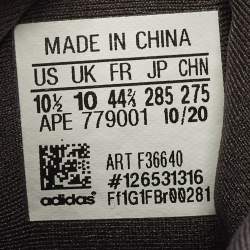 MADE IN CHINA
US UK FR JP CHN
10½ 10 44⅔ 285 275
APE 779001 10/20
ART F36640
#126531316
adidas Ff1G1FBr00281